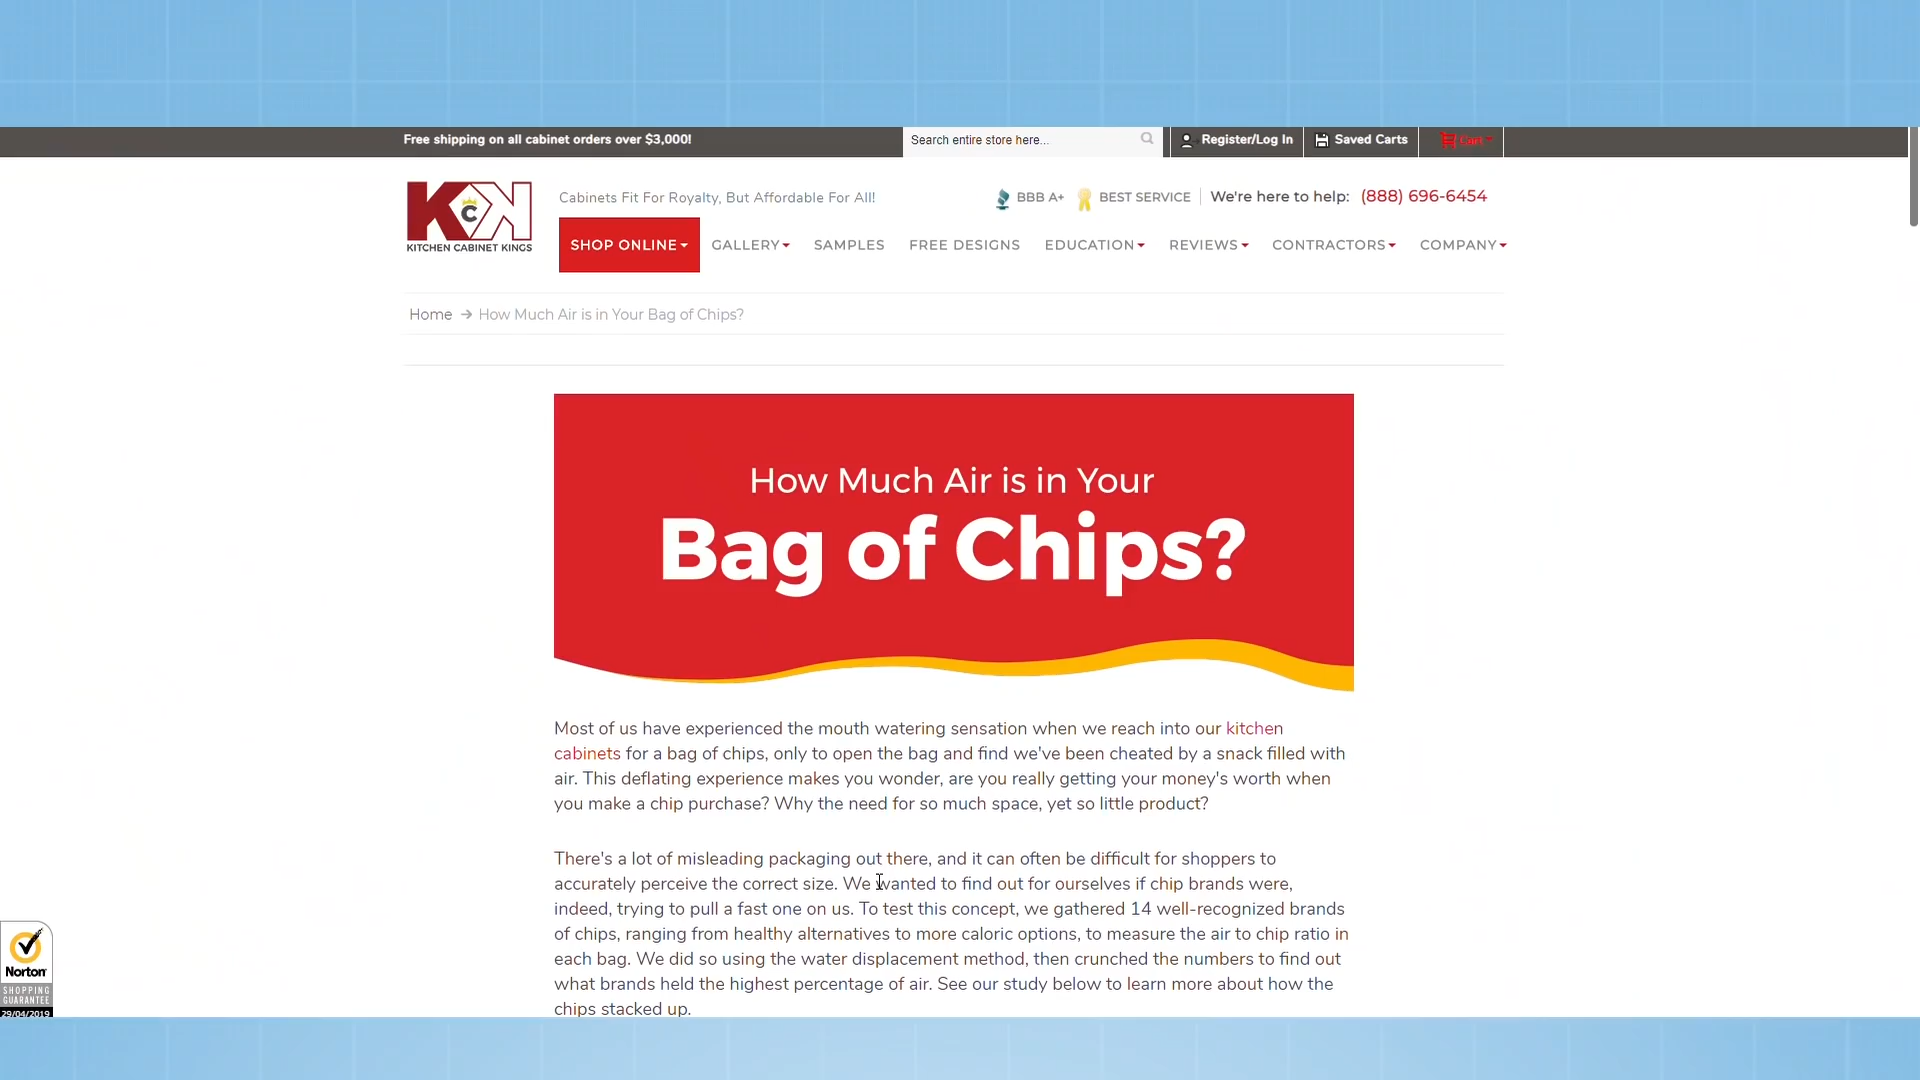 Free shipping on all cabinet orders over $3,000!
Search entire store here...
Register/Log In
Saved Carts
Cart
KCK
KITCHEN CABINET KINGS
Cabinets Fit For Royalty, But Affordable For All!
BBB A+
BEST SERVICE
We're here to help: (888) 696-6454
SHOP ONLINE
GALLERY
SAMPLES
FREE DESIGNS
EDUCATION
REVIEWS
CONTRACTORS
COMPANY
Home → How Much Air is in Your Bag of Chips?
How Much Air is in Your
Bag of Chips?
Most of us have experienced the mouth watering sensation when we reach into our kitchen
cabinets for a bag of chips, only to open the bag and find we've been cheated by a snack filled with
air. This deflating experience makes you wonder, are you really getting your money's worth when
you make a chip purchase? Why the need for so much space, yet so little product?
There's a lot of misleading packaging out there, and it can often be difficult for shoppers to
accurately perceive the correct size. We wanted to find out for ourselves if chip brands were,
indeed, trying to pull a fast one on us. To test this concept, we gathered 14 well-recognized brands
of chips, ranging from healthy alternatives to more caloric options, to measure the air to chip ratio in
each bag. We did so using the water displacement method, then crunched the numbers to find out
what brands held the highest percentage of air. See our study below to learn more about how the
chips stacked up.
Norton
SHOPPING
GUARANTEE
29/04/2019